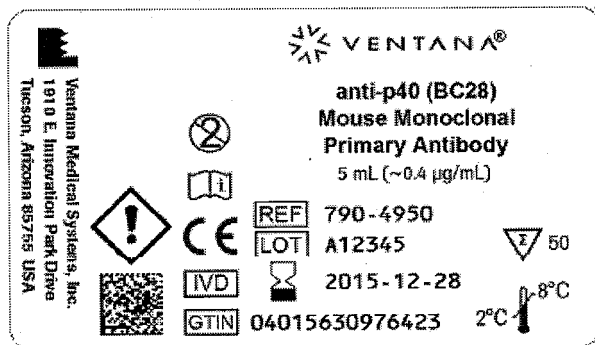 Ventana Medical Systems, Inc.
1910 E. Innovation Park Drive
Tucson, Arizona 85755 USA
VENTANA®
anti-p40 (BC28)
Mouse Monoclonal
Primary Antibody
5 mL (~0.4 µg/mL)
2
i
!
CE
REF 790-4950
LOT A12345
Σ 50
IVD 2015-12-28
GTIN 04015630976423
2°C 8°C